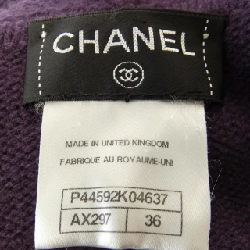 CHANEL
MADE IN UNITED KINGDOM
FABRIQUE AU ROYAUME-UNI
P44592K04637
AX297 36